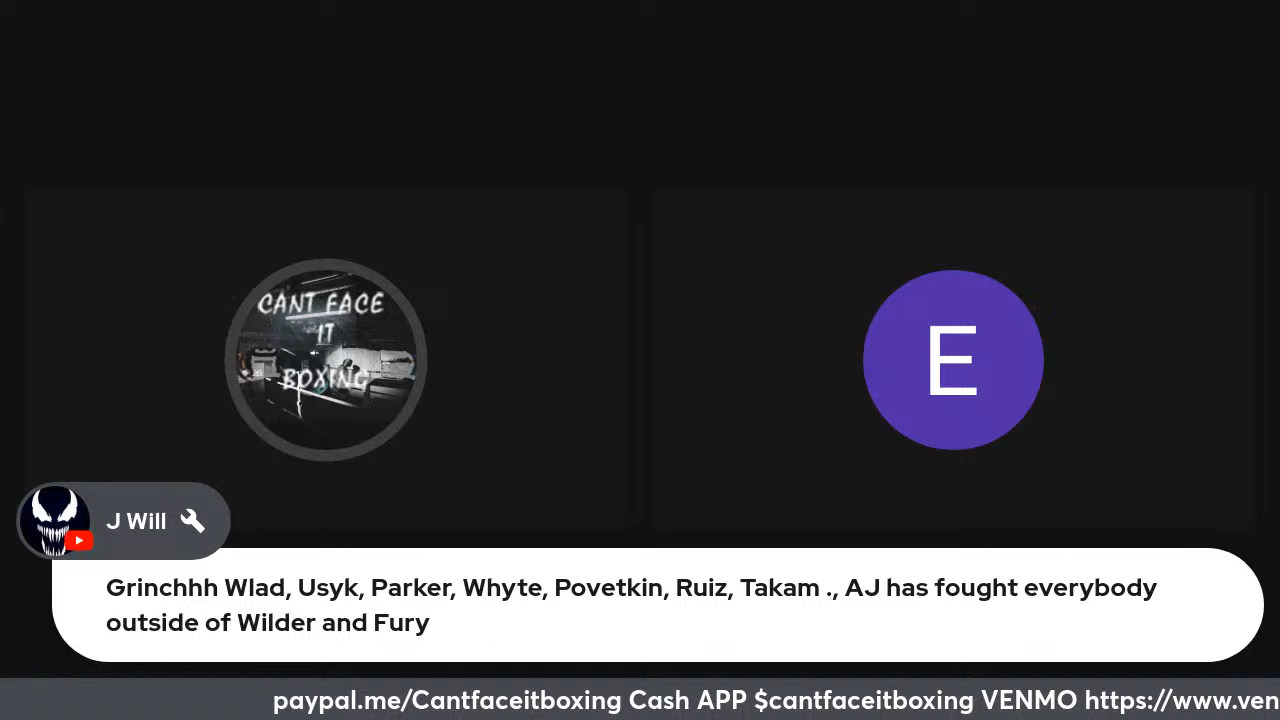 CANT FACE
IT
BOXING
E
J Will
Grinchhh Wlad, Usyk, Parker, Whyte, Povetkin, Ruiz, Takam ., AJ has fought everybody
outside of Wilder and Fury
paypal.me/Cantfaceitboxing Cash APP $cantfaceitboxing VENMO https://www.ven